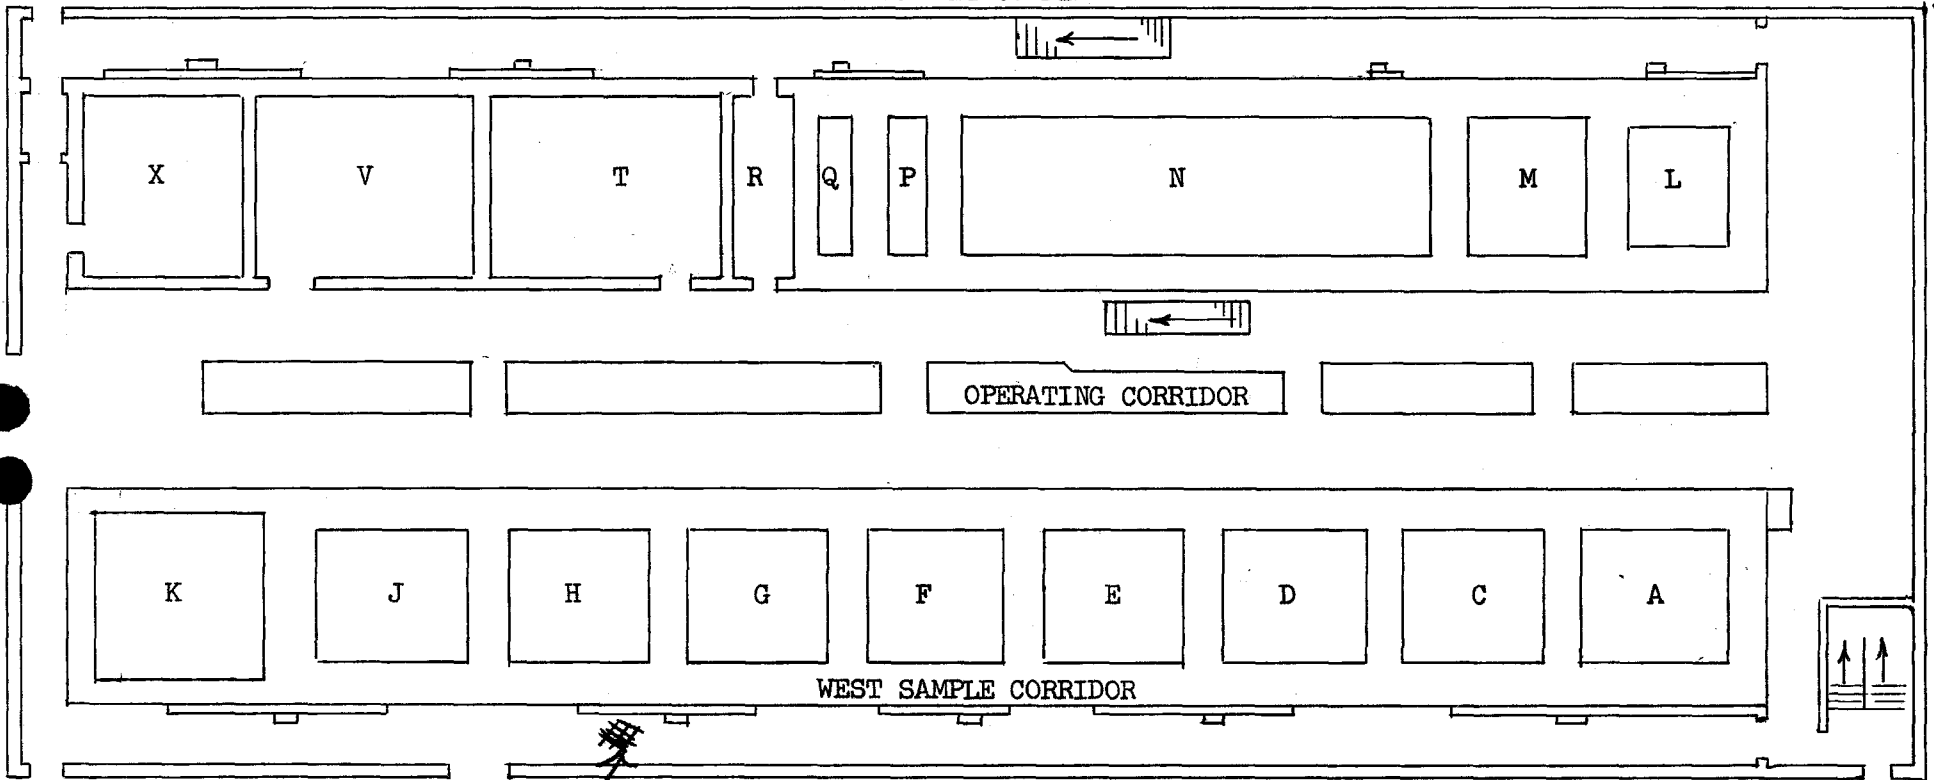 X V T R Q P N M L
OPERATING CORRIDOR
K J H G F E D C A
WEST SAMPLE CORRIDOR